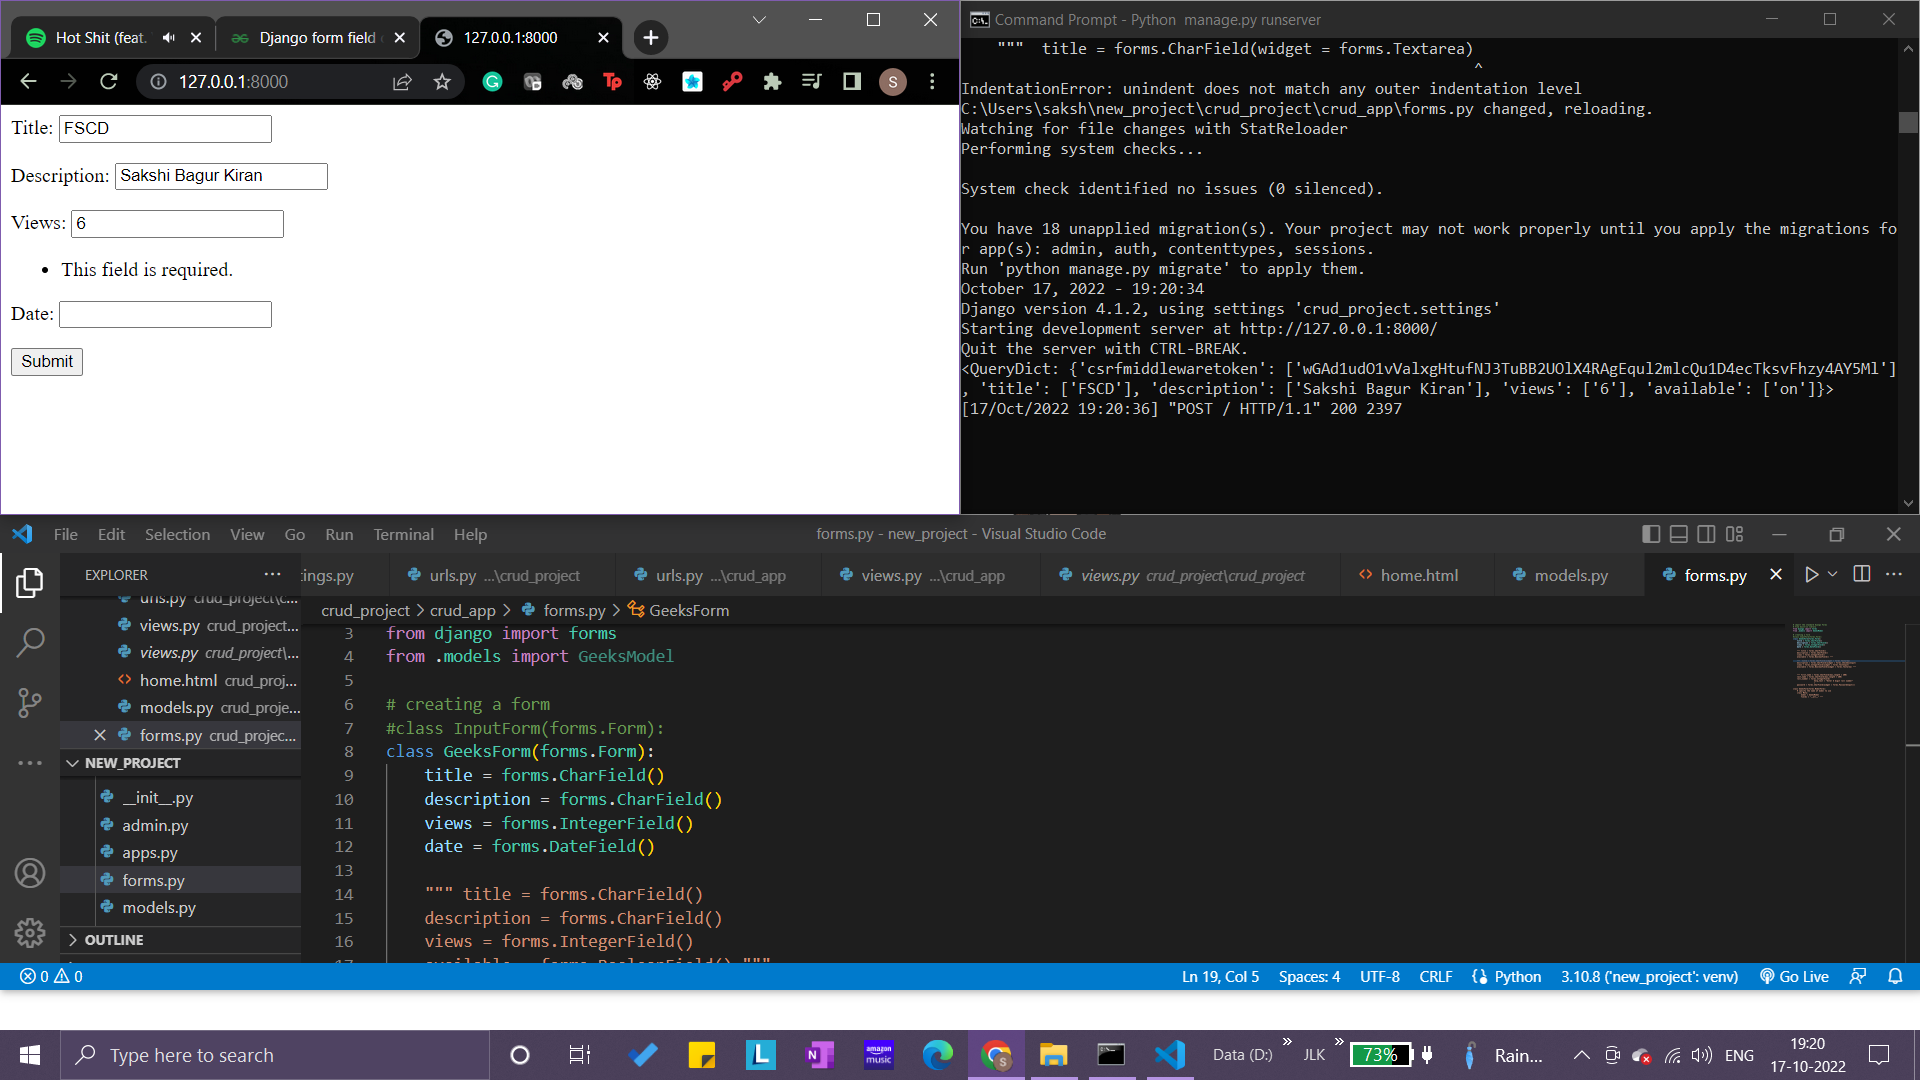 Hot Shit (feat.
Django form field
127.0.0.1:8000
127.0.0.1:8000
S
Title: FSCD
Description: Sakshi Bagur Kiran
Views: 6
• This field is required.
Date:
Submit
Command Prompt - Python  manage.py runserver
"""  title = forms.CharField(widget = forms.Textarea)
^
IndentationError: unindent does not match any outer indentation level
C:\Users\saksh\new_project\crud_project\crud_app\forms.py changed, reloading.
Watching for file changes with StatReloader
Performing system checks...
System check identified no issues (0 silenced).
You have 18 unapplied migration(s). Your project may not work properly until you apply the migrations fo
r app(s): admin, auth, contenttypes, sessions.
Run 'python manage.py migrate' to apply them.
October 17, 2022 - 19:20:34
Django version 4.1.2, using settings 'crud_project.settings'
Starting development server at http://127.0.0.1:8000/
Quit the server with CTRL-BREAK.
<QueryDict: {'csrfmiddlewaretoken': ['wGAd1udO1vValxgHtufNJ3TuBB2UOlX4RAgEqul2mlcQu1D4ecTksvFhzy4AY5Ml']
, 'title': ['FSCD'], 'description': ['Sakshi Bagur Kiran'], 'views': ['6'], 'available': ['on']}>
[17/Oct/2022 19:20:36] "POST / HTTP/1.1" 200 2397
File Edit Selection View Go Run Terminal Help
forms.py - new_project - Visual Studio Code
EXPLORER
tings.py
urls.py ...\crud_project
urls.py ...\crud_app
views.py ...\crud_app
views.py crud_project\crud_project
home.html
models.py
forms.py
crud_project > crud_app > forms.py > GeeksForm
urls.py crud_project\c...
views.py crud_project...
views.py crud_project\...
home.html crud_proj...
models.py crud_proje...
forms.py crud_projec...
NEW_PROJECT
__init__.py
admin.py
apps.py
forms.py
models.py
OUTLINE
3 from django import forms
4 from .models import GeeksModel
5
6 # creating a form
7 #class InputForm(forms.Form):
8 class GeeksForm(forms.Form):
9 title = forms.CharField()
10 description = forms.CharField()
11 views = forms.IntegerField()
12 date = forms.DateField()
13
14 """ title = forms.CharField()
15 description = forms.CharField()
16 views = forms.IntegerField()
17 available = forms.BooleanField() """
0 0
Ln 19, Col 5
Spaces: 4
UTF-8
CRLF
Python
3.10.8 ('new_project': venv)
Go Live
Type here to search
amazon music
Data (D:)
JLK
73%
Rain...
ENG
19:20
17-10-2022